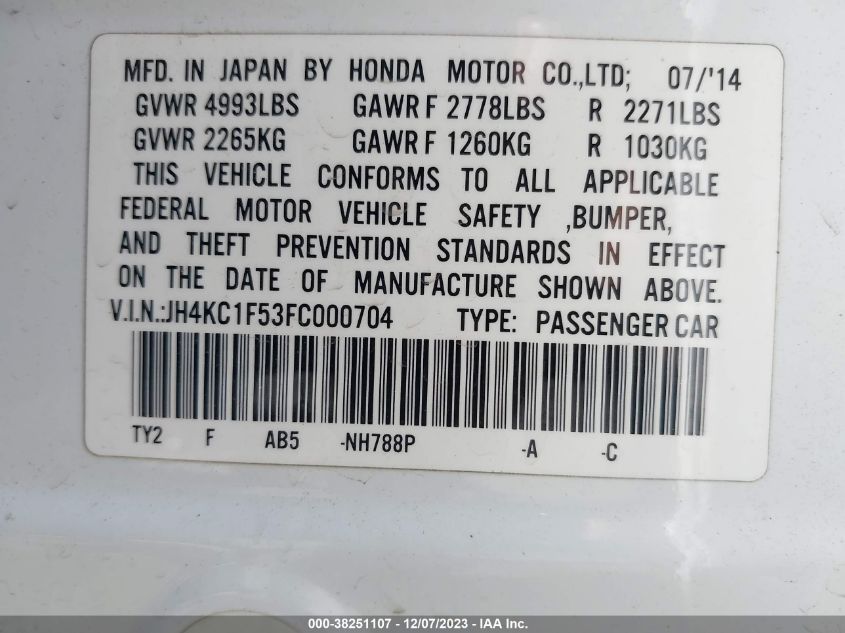 MFD. IN JAPAN BY HONDA MOTOR CO.,LTD; 07/'14
GVWR 4993LBS GAWR F 2778LBS R 2271LBS
GVWR 2265KG GAWR F 1260KG R 1030KG
THIS VEHICLE CONFORMS TO ALL APPLICABLE
FEDERAL MOTOR VEHICLE SAFETY ,BUMPER,
AND THEFT PREVENTION STANDARDS IN EFFECT
ON THE DATE OF MANUFACTURE SHOWN ABOVE.
V.I.N.:JH4KC1F53FC000704 TYPE: PASSENGER CAR
TY2 F AB5 -NH788P -A -C
000-38251107 - 12/07/2023 - IAA Inc.